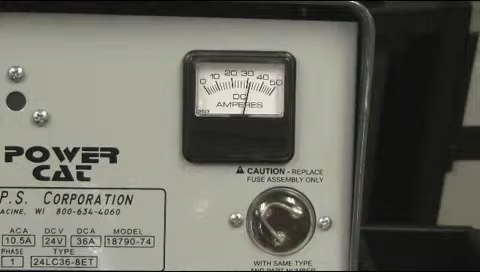 0 10 20 30 40 50
DC
AMPERES
POWER
CAT
CAUTION - REPLACE
FUSE ASSEMBLY ONLY
P.S. CORPORATION
ACINE, WI 800-634-4060
ACA DCV DCA MODEL
10.5A 24V 36A 18790-74
PHASE TYPE
1 24LC36-8ET
WITH SAME TYPE
AND PART NUMBER